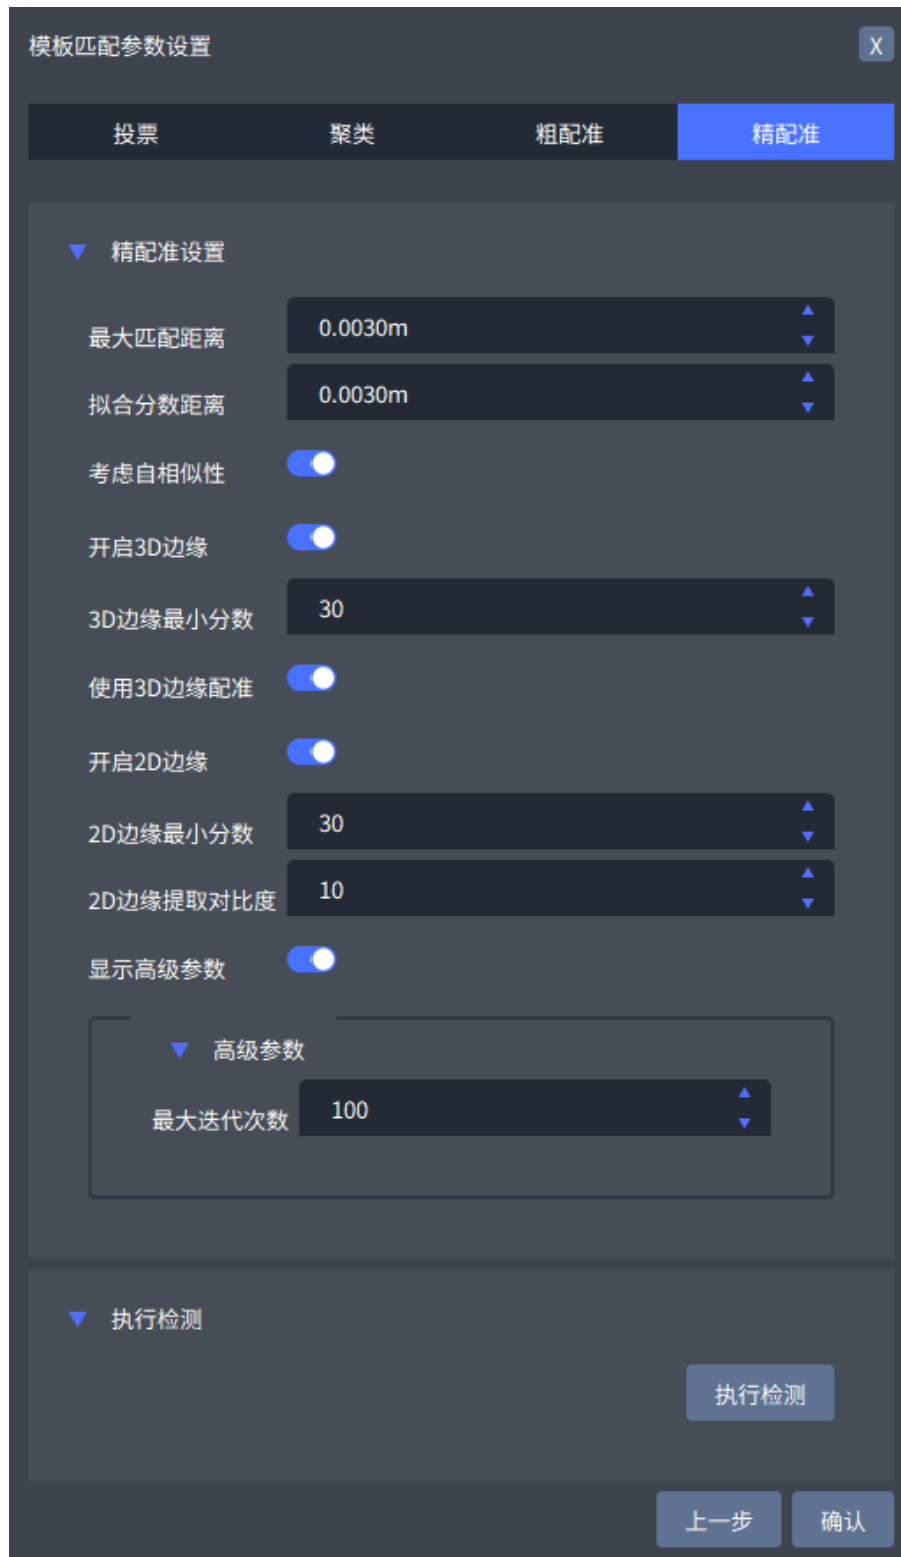 模板匹配参数设置 X
投票 聚类 粗配准 精配准
精配准设置
最大匹配距离 0.0030m
拟合分数距离 0.0030m
考虑自相似性
开启3D边缘
3D边缘最小分数 30
使用3D边缘配准
开启2D边缘
2D边缘最小分数 30
2D边缘提取对比度 10
显示高级参数
高级参数
最大迭代次数 100
执行检测
执行检测
上一步 确认